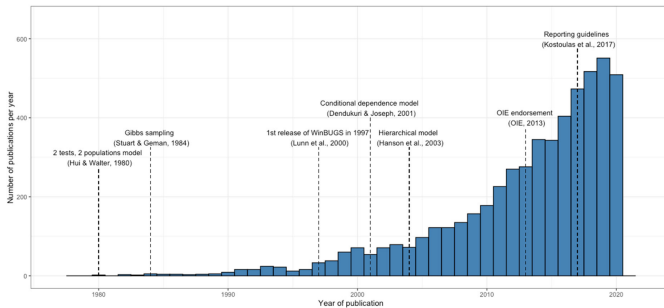 Reporting guidelines
(Kostoulas et al., 2017)
600
Conditional dependence model
(Dendukuri & Joseph, 2001)
OIE endorsement
(OIE, 2013)
Gibbs sampling
(Stuart & Geman, 1984)
1st release of WinBUGS in 1997
(Lunn et al., 2000)
Hierarchical model
(Hanson et al., 2003)
2 tests, 2 populations model
(Hui & Walter, 1980)
400
200
0
Number of publications per year
1980
1990
2000
2010
2020
Year of publication